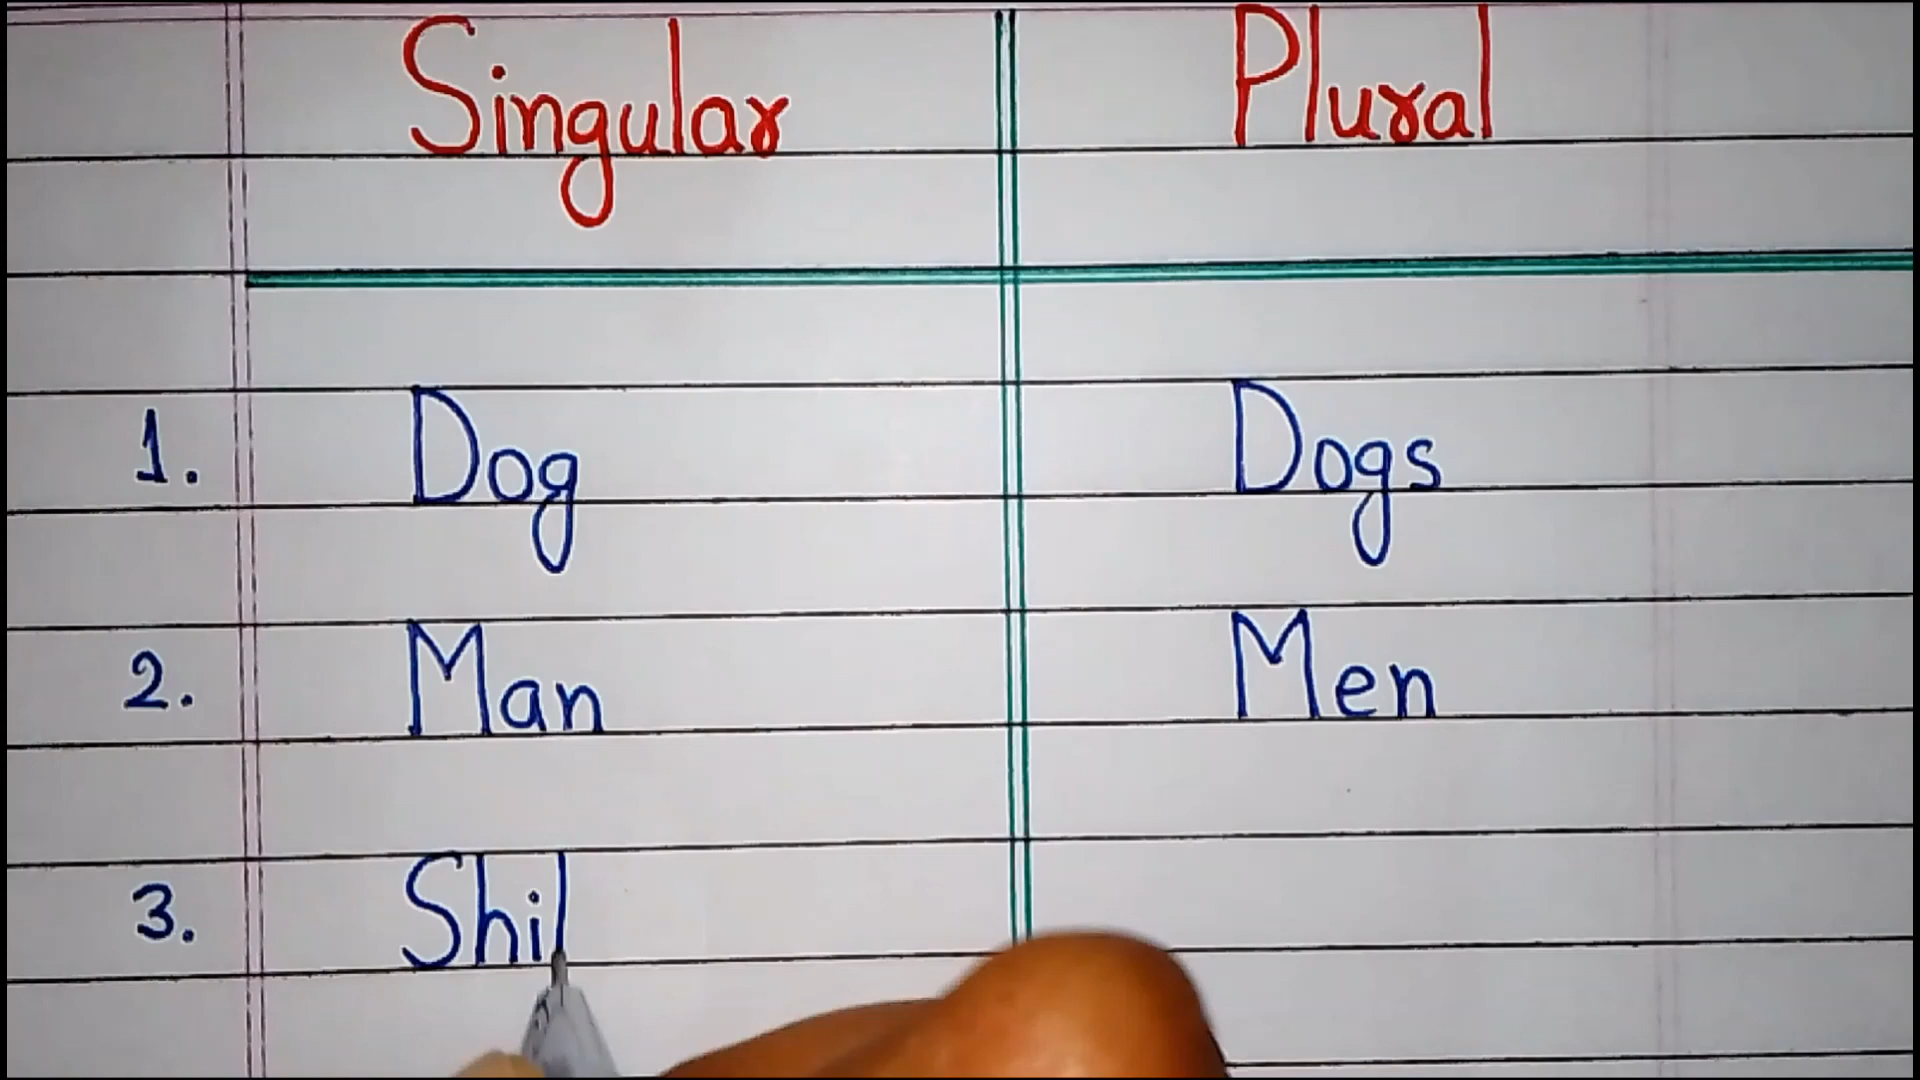 Singular Plural
1. Dog Dogs
2. Man Men
3. Shil